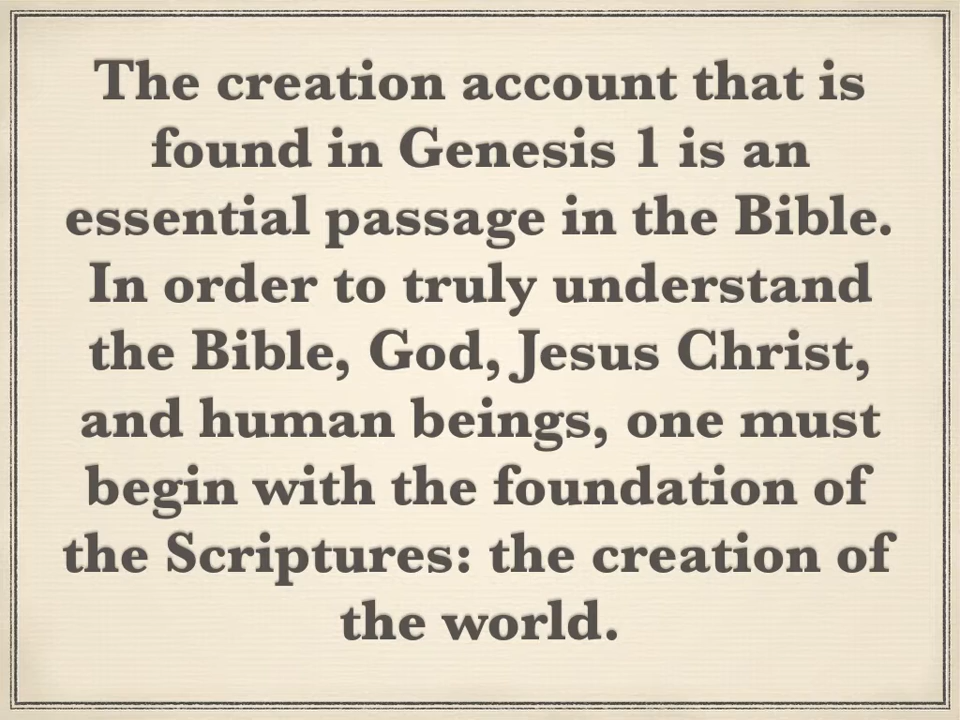 The creation account that is
found in Genesis 1 is an
essential passage in the Bible.
In order to truly understand
the Bible, God, Jesus Christ,
and human beings, one must
begin with the foundation of
the Scriptures: the creation of
the world.